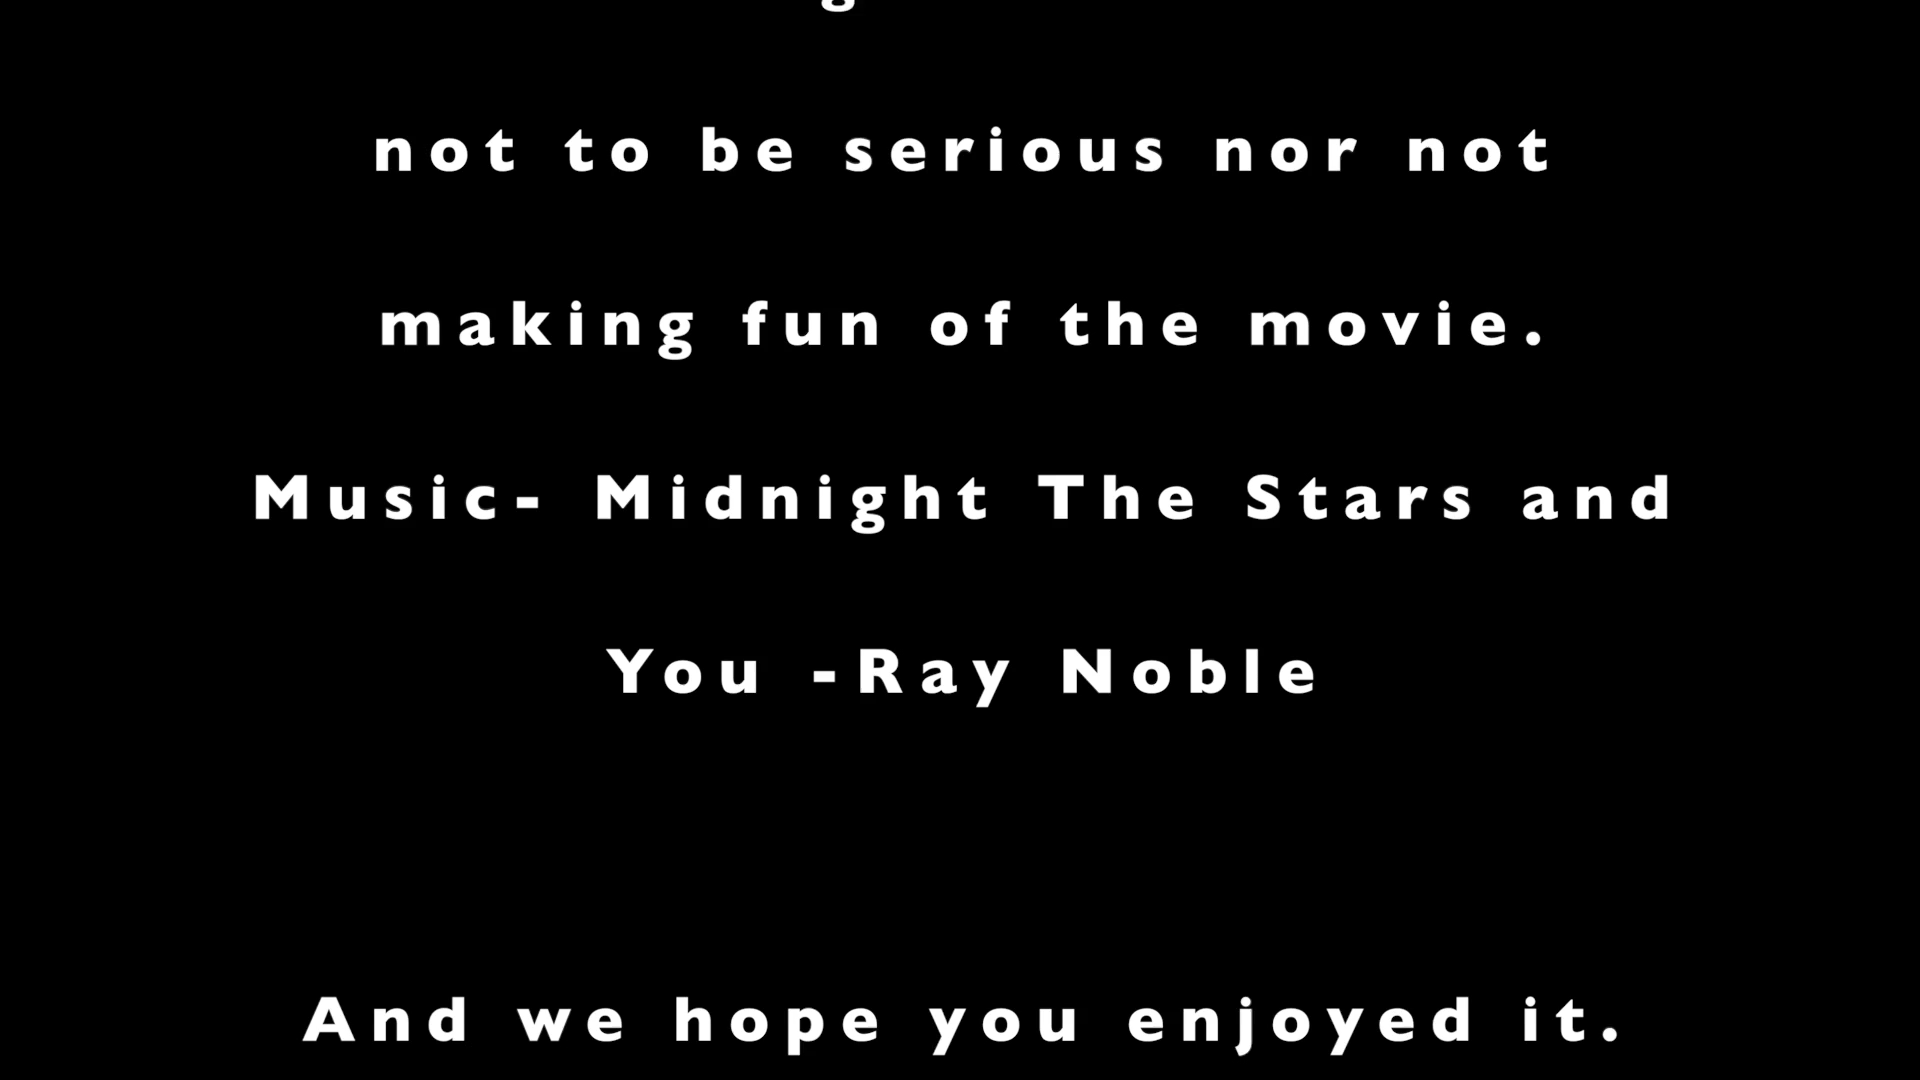 not to be serious nor not
making fun of the movie.
Music- Midnight The Stars and
You -Ray Noble
And we hope you enjoyed it.